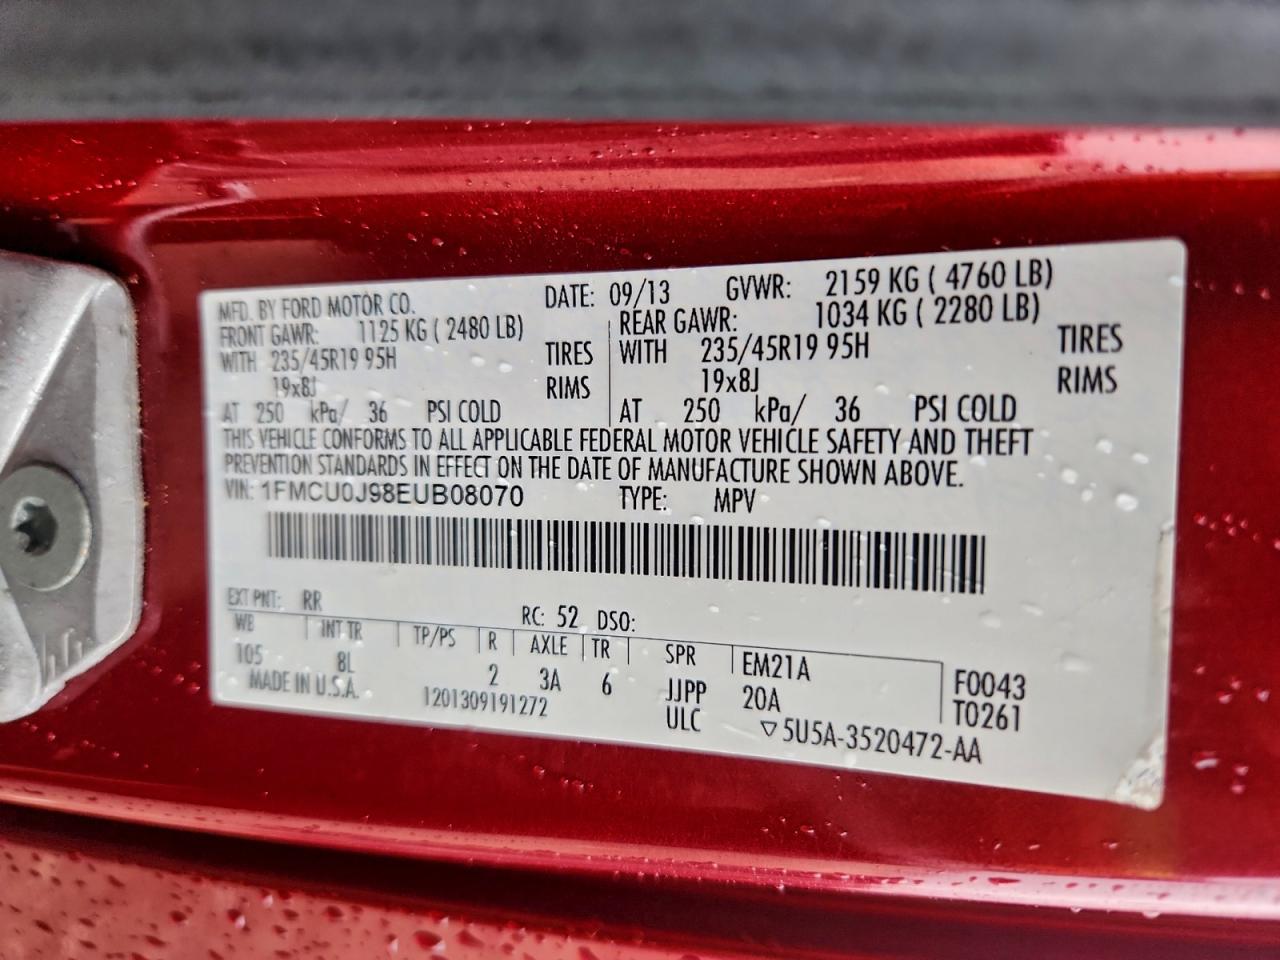 MFD. BY FORD MOTOR CO. DATE: 09/13 GVWR: 2159 KG ( 4760 LB)
FRONT GAWR: 1125 KG ( 2480 LB) REAR GAWR: 1034 KG ( 2280 LB)
WITH 235/45R19 95H TIRES WITH 235/45R19 95H TIRES
19x8J RIMS 19x8J RIMS
AT 250 kPa/ 36 PSI COLD AT 250 kPa/ 36 PSI COLD
THIS VEHICLE CONFORMS TO ALL APPLICABLE FEDERAL MOTOR VEHICLE SAFETY AND THEFT
PREVENTION STANDARDS IN EFFECT ON THE DATE OF MANUFACTURE SHOWN ABOVE.
VIN: 1FMCU0J98EUB08070 TYPE: MPV
EXT PNT: RR RC: 52 DSO:
WB INT TR TP/PS R AXLE TR SPR EM21A
105 8L 2 3A 6 JJPP 20A F0043
MADE IN U.S.A. 1201309191272 ULC T0261
▽5U5A-3520472-AA